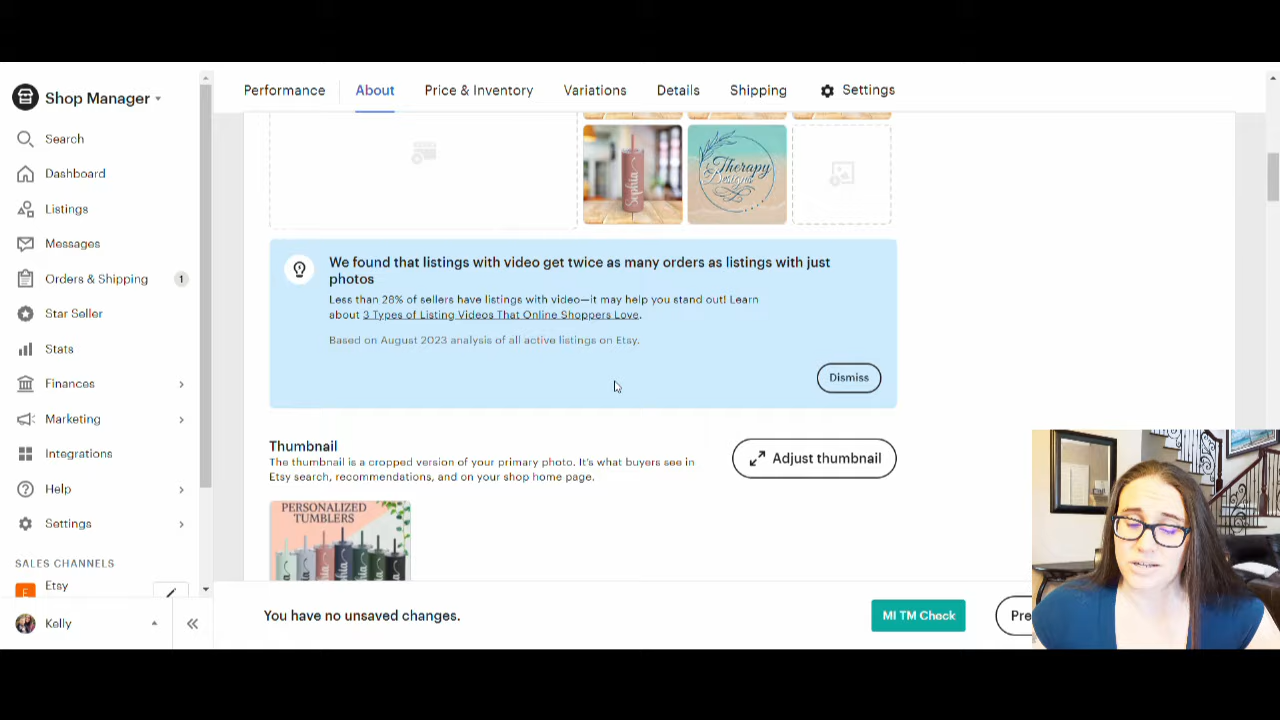 Shop Manager
Search
Dashboard
Listings
Messages
Orders & Shipping 1
Star Seller
Stats
Finances
Marketing
Integrations
Help
Settings
SALES CHANNELS
Etsy
Kelly
Performance About Price & Inventory Variations Details Shipping Settings
Sophia
Therapy
Designs
We found that listings with video get twice as many orders as listings with just
photos
Less than 28% of sellers have listings with video—it may help you stand out! Learn
about 3 Types of Listing Videos That Online Shoppers Love.
Based on August 2023 analysis of all active listings on Etsy.
Dismiss
Thumbnail
The thumbnail is a cropped version of your primary photo. It's what buyers see in
Etsy search, recommendations, and on your shop home page.
Adjust thumbnail
PERSONALIZED
TUMBLERS
You have no unsaved changes.
MI TM Check
Pre